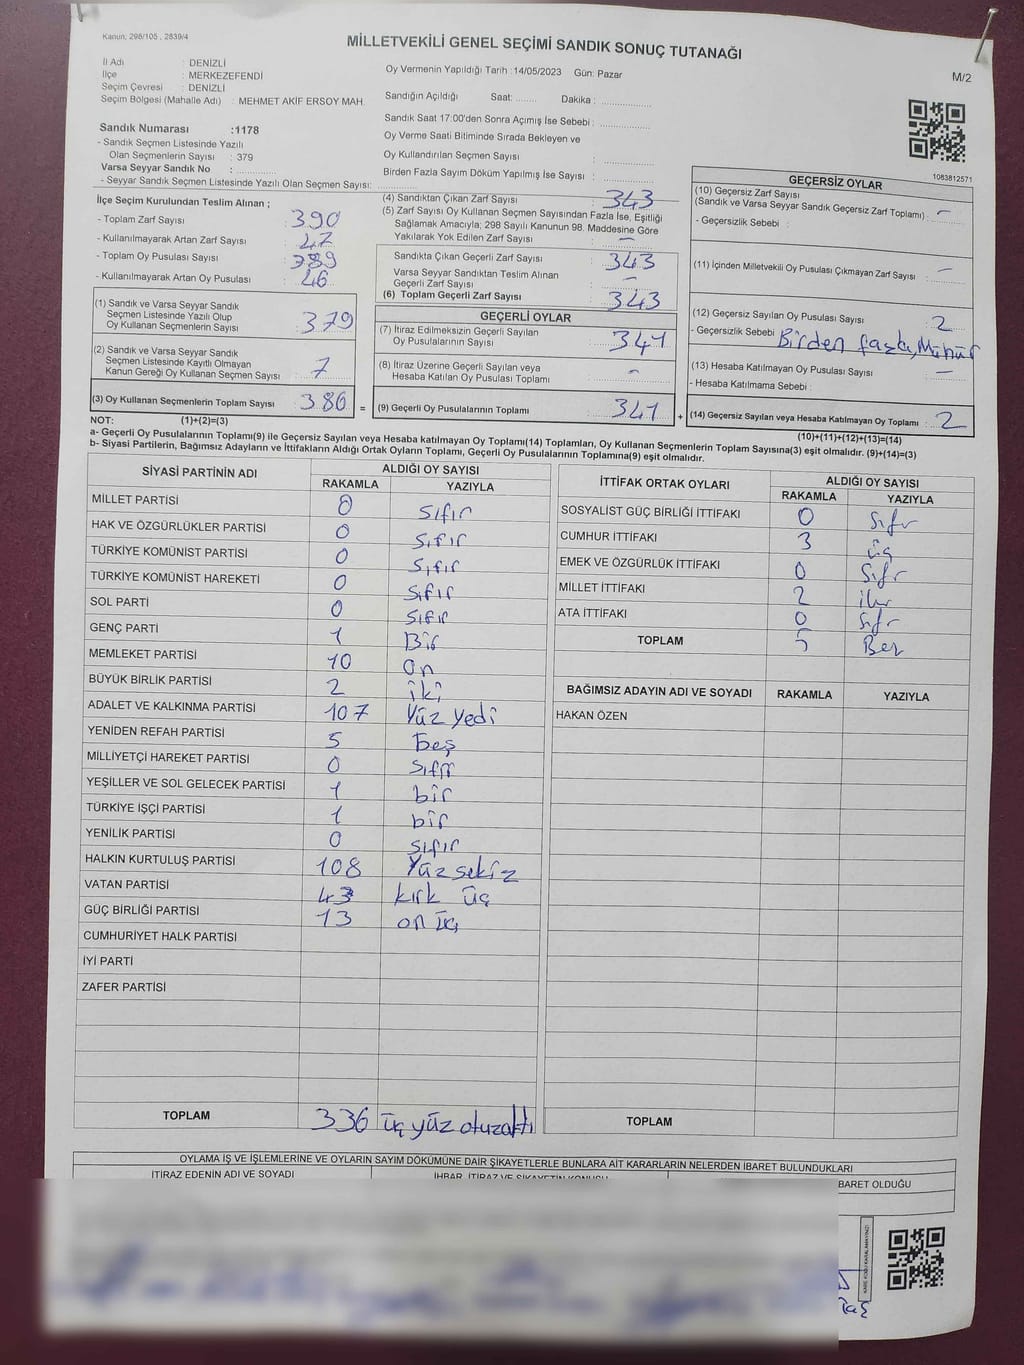 Kanun: 298/105 , 2839/4
MİLLETVEKİLİ GENEL SEÇİMİ SANDIK SONUÇ TUTANAĞI
M/2
İl Adı : DENİZLİ
İlçe : MERKEZEFENDİ
Seçim Çevresi : DENİZLİ
Seçim Bölgesi (Mahalle Adı) : MEHMET AKİF ERSOY MAH.
Sandık Numarası :1178
- Sandık Seçmen Listesinde Yazılı
Olan Seçmenlerin Sayısı : 379
Varsa Seyyar Sandık No :
- Seyyar Sandık Seçmen Listesinde Yazılı Olan Seçmen Sayısı:
Oy Vermenin Yapıldığı Tarih :14/05/2023 Gün: Pazar
Sandığın Açıldığı Saat: ........ Dakika :
Sandık Saat 17:00'den Sonra Açımış İse Sebebi :
Oy Verme Saati Bitiminde Sırada Bekleyen ve
Oy Kullandırılan Seçmen Sayısı :
Birden Fazla Sayım Döküm Yapılmış İse Sayısı :
1083812571
İlçe Seçim Kurulundan Teslim Alınan ;
- Toplam Zarf Sayısı : 390
- Kullanılmayarak Artan Zarf Sayısı : 47
- Toplam Oy Pusulası Sayısı : 389
- Kullanılmayarak Artan Oy Pusulası : 46
(1) Sandık ve Varsa Seyyar Sandık
Seçmen Listesinde Yazılı Olup
Oy Kullanan Seçmenlerin Sayısı : 379
(2) Sandık ve Varsa Seyyar Sandık
Seçmen Listesinde Kayıtlı Olmayan
Kanun Gereği Oy Kullanan Seçmen Sayısı : 7
(3) Oy Kullanan Seçmenlerin Toplam Sayısı : 386
(4) Sandıktan Çıkan Zarf Sayısı : 343
(5) Zarf Sayısı Oy Kullanan Seçmen Sayısından Fazla İse, Eşitliği
Sağlamak Amacıyla; 298 Sayılı Kanunun 98. Maddesine Göre
Yakılarak Yok Edilen Zarf Sayısı : -
Sandıkta Çıkan Geçerli Zarf Sayısı : 343
Varsa Seyyar Sandıktan Teslim Alınan
Geçerli Zarf Sayısı : -
(6) Toplam Geçerli Zarf Sayısı : 343
GEÇERLİ OYLAR
(7) İtiraz Edilmeksizin Geçerli Sayılan
Oy Pusulalarının Sayısı : 341
(8) İtiraz Üzerine Geçerli Sayılan veya
Hesaba Katılan Oy Pusulası Toplamı : -
= (9) Geçerli Oy Pusulalarının Toplamı : 341
GEÇERSİZ OYLAR
(10) Geçersiz Zarf Sayısı
(Sandık ve Varsa Seyyar Sandık Geçersiz Zarf Toplamı) : -
- Geçersizlik Sebebi :
(11) İçinden Milletvekili Oy Pusulası Çıkmayan Zarf Sayısı : -
(12) Geçersiz Sayılan Oy Pusulası Sayısı : 2
- Geçersizlik Sebebi : Birden fazla, Mühür
(13) Hesaba Katılmayan Oy Pusulası Sayısı : -
- Hesaba Katılmama Sebebi :
+ (14) Geçersiz Sayılan veya Hesaba Katılmayan Oy Toplamı : 2
NOT: (1)+(2)=(3)
(10)+(11)+(12)+(13)=(14)
a- Geçerli Oy Pusulalarının Toplamı(9) ile Geçersiz Sayılan veya Hesaba katılmayan Oy Toplamı(14) Toplamları, Oy Kullanan Seçmenlerin Toplam Sayısına(3) eşit olmalıdır. (9)+(14)=(3)
b- Siyasi Partilerin, Bağımsız Adayların ve İttifakların Aldığı Ortak Oyların Toplamı, Geçerli Oy Pusulalarının Toplamına(9) eşit olmalıdır.
SİYASİ PARTİNİN ADI ALDIĞI OY SAYISI
RAKAMLA YAZIYLA
MİLLET PARTİSİ 0 sıfır
HAK VE ÖZGÜRLÜKLER PARTİSİ 0 sıfır
TÜRKİYE KOMÜNİST PARTİSİ 0 sıfır
TÜRKİYE KOMÜNİST HAREKETİ 0 sıfır
SOL PARTİ 0 sıfır
GENÇ PARTİ 1 Bir
MEMLEKET PARTİSİ 10 on
BÜYÜK BİRLİK PARTİSİ 2 iki
ADALET VE KALKINMA PARTİSİ 107 Yüz yedi
YENİDEN REFAH PARTİSİ 5 beş
MİLLİYETÇİ HAREKET PARTİSİ 0 sıfır
YEŞİLLER VE SOL GELECEK PARTİSİ 1 bir
TÜRKİYE İŞÇİ PARTİSİ 1 bir
YENİLİK PARTİSİ 0 sıfır
HALKIN KURTULUŞ PARTİSİ 108 Yüz sekiz
VATAN PARTİSİ 43 kırk üç
GÜÇ BİRLİĞİ PARTİSİ 13 on üç
CUMHURİYET HALK PARTİSİ
İYİ PARTİ
ZAFER PARTİSİ
TOPLAM 336 üç yüz otuzaltı
İTTİFAK ORTAK OYLARI ALDIĞI OY SAYISI
RAKAMLA YAZIYLA
SOSYALİST GÜÇ BİRLİĞİ İTTİFAKI 0 Sıfır
CUMHUR İTTİFAKI 3 üç
EMEK VE ÖZGÜRLÜK İTTİFAKI 0 Sıfır
MİLLET İTTİFAKI 2 iki
ATA İTTİFAKI 0 Sıfır
TOPLAM 5 Beş
BAĞIMSIZ ADAYIN ADI VE SOYADI RAKAMLA YAZIYLA
HAKAN ÖZEN
TOPLAM
OYLAMA İŞ VE İŞLEMLERİNE VE OYLARIN SAYIM DÖKÜMÜNE DAİR ŞİKAYETLERLE BUNLARA AİT KARARLARIN NELERDEN İBARET BULUNDUKLARI
İTİRAZ EDENİN ADI VE SOYADI İHBAR, İTİRAZ VE ŞİKAYETİN KONUSU BARET OLDUĞU